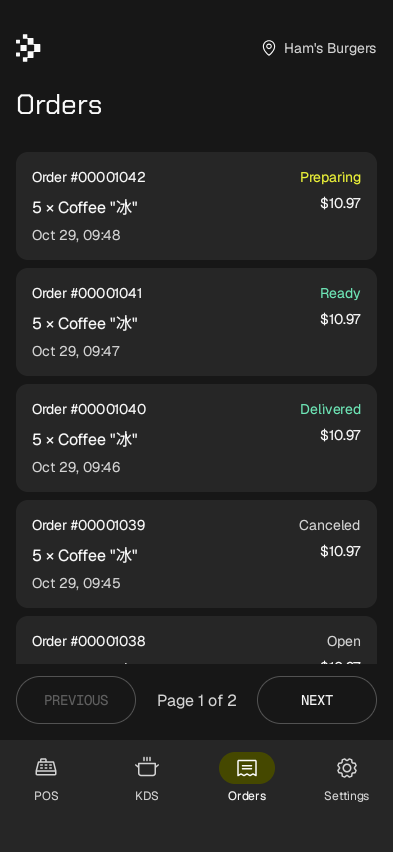 Ham's Burgers
Orders
Order #00001042
Preparing
5 × Coffee "冰"
$10.97
Oct 29, 09:48
Order #00001041
Ready
5 × Coffee "冰"
$10.97
Oct 29, 09:47
Order #00001040
Delivered
5 × Coffee "冰"
$10.97
Oct 29, 09:46
Order #00001039
Canceled
5 × Coffee "冰"
$10.97
Oct 29, 09:45
Order #00001038
Open
PREVIOUS
Page 1 of 2
NEXT
POS
KDS
Orders
Settings